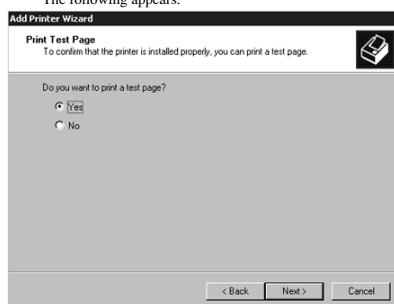 The following appears.
Add Printer Wizard
Print Test Page
To confirm that the printer is installed properly, you can print a test page.
Do you want to print a test page?
Yes
No
< Back
Next >
Cancel